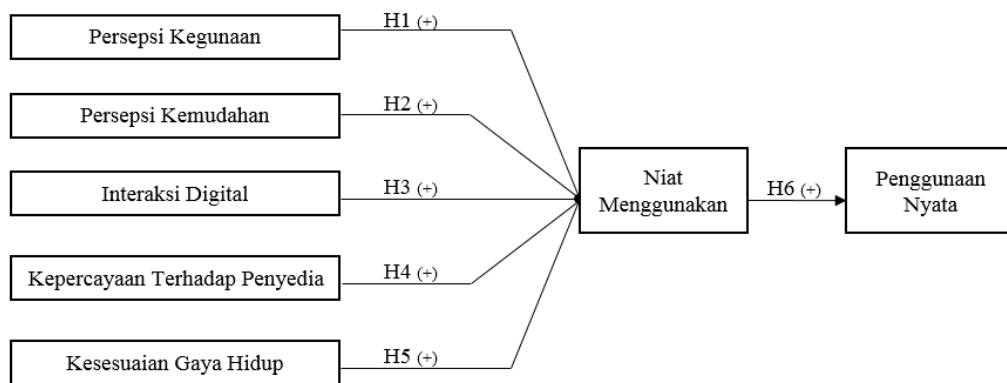 Persepsi Kegunaan
H1 (+)
Persepsi Kemudahan
H2 (+)
Interaksi Digital
H3 (+)
Kepercayaan Terhadap Penyedia
H4 (+)
Kesesuaian Gaya Hidup
H5 (+)
Niat
Menggunakan
H6 (+)
Penggunaan
Nyata